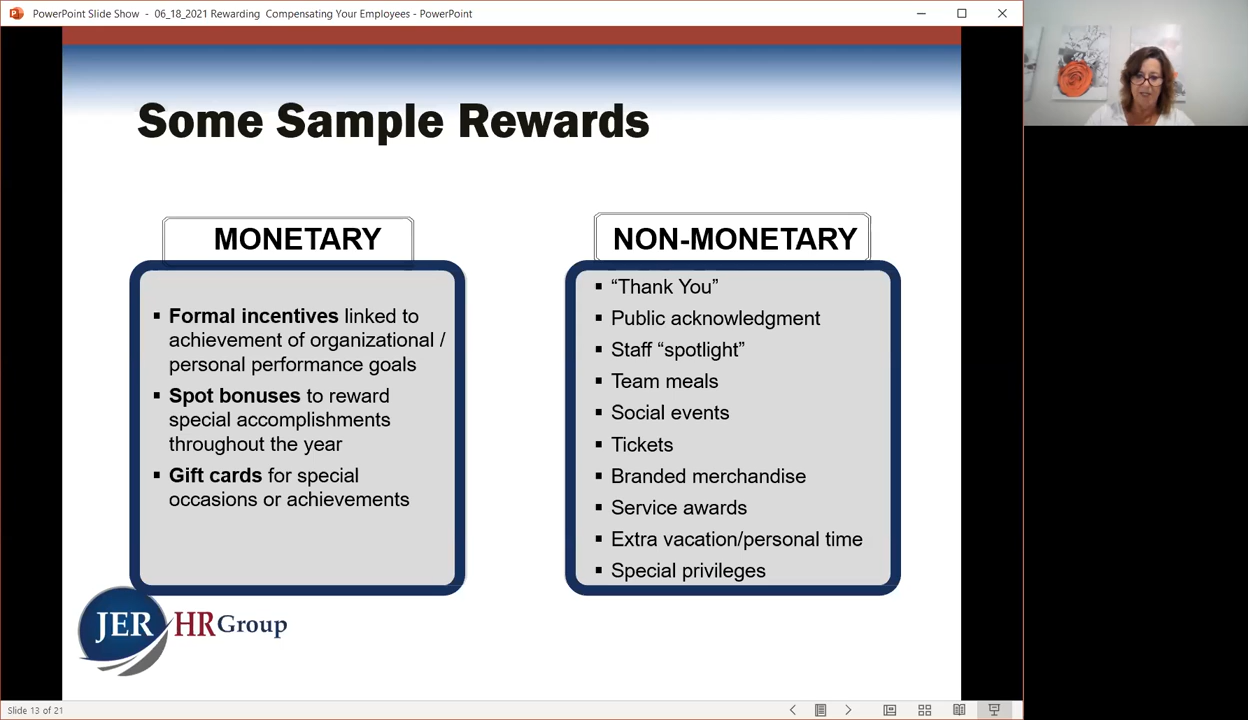 PowerPoint Slide Show - 06_18_2021 Rewarding Compensating Your Employees - PowerPoint
Some Sample Rewards
MONETARY
▪ Formal incentives linked to
achievement of organizational /
personal performance goals
▪ Spot bonuses to reward
special accomplishments
throughout the year
▪ Gift cards for special
occasions or achievements
NON-MONETARY
▪ “Thank You”
▪ Public acknowledgment
▪ Staff “spotlight”
▪ Team meals
▪ Social events
▪ Tickets
▪ Branded merchandise
▪ Service awards
▪ Extra vacation/personal time
▪ Special privileges
JER HR Group
Slide 13 of 21